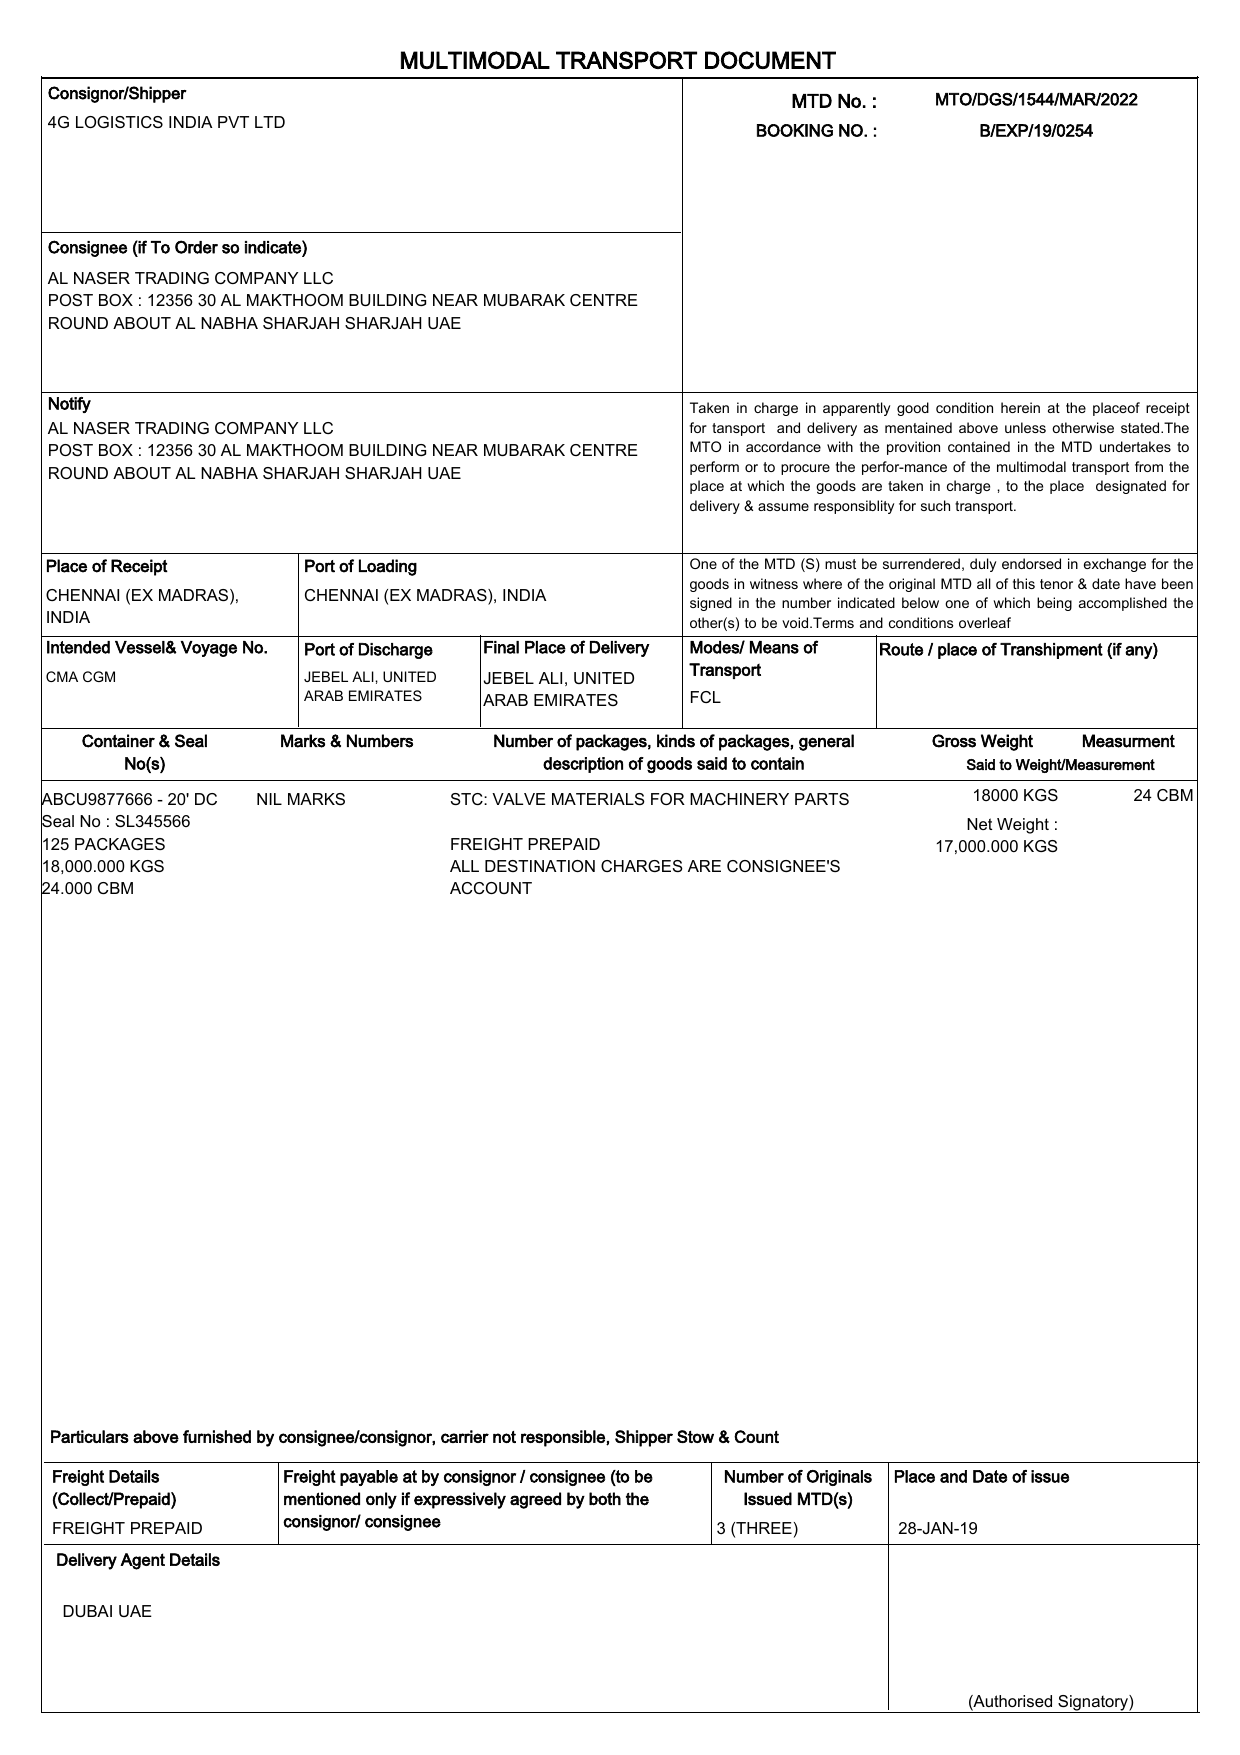 MULTIMODAL TRANSPORT DOCUMENT
Consignor/Shipper
4G LOGISTICS INDIA PVT LTD
MTD No. : MTO/DGS/1544/MAR/2022
BOOKING NO. : B/EXP/19/0254
Consignee (if To Order so indicate)
AL NASER TRADING COMPANY LLC
POST BOX : 12356 30 AL MAKTHOOM BUILDING NEAR MUBARAK CENTRE
ROUND ABOUT AL NABHA SHARJAH SHARJAH UAE
Notify
AL NASER TRADING COMPANY LLC
POST BOX : 12356 30 AL MAKTHOOM BUILDING NEAR MUBARAK CENTRE
ROUND ABOUT AL NABHA SHARJAH SHARJAH UAE
Taken in charge in apparently good condition herein at the placeof receipt
for tansport and delivery as mentained above unless otherwise stated.The
MTO in accordance with the provition contained in the MTD undertakes to
perform or to procure the perfor-mance of the multimodal transport from the
place at which the goods are taken in charge , to the place designated for
delivery & assume responsiblity for such transport.
Place of Receipt
CHENNAI (EX MADRAS),
INDIA
Port of Loading
CHENNAI (EX MADRAS), INDIA
One of the MTD (S) must be surrendered, duly endorsed in exchange for the
goods in witness where of the original MTD all of this tenor & date have been
signed in the number indicated below one of which being accomplished the
other(s) to be void.Terms and conditions overleaf
Intended Vessel& Voyage No.
CMA CGM
Port of Discharge
JEBEL ALI, UNITED
ARAB EMIRATES
Final Place of Delivery
JEBEL ALI, UNITED
ARAB EMIRATES
Modes/ Means of
Transport
FCL
Route / place of Transhipment (if any)
Container & Seal
No(s)
Marks & Numbers
Number of packages, kinds of packages, general
description of goods said to contain
Gross Weight Measurment
Said to Weight/Measurement
ABCU9877666 - 20' DC
Seal No : SL345566
125 PACKAGES
18,000.000 KGS
24.000 CBM
NIL MARKS
STC: VALVE MATERIALS FOR MACHINERY PARTS
FREIGHT PREPAID
ALL DESTINATION CHARGES ARE CONSIGNEE'S
ACCOUNT
18000 KGS
Net Weight :
17,000.000 KGS
24 CBM
Particulars above furnished by consignee/consignor, carrier not responsible, Shipper Stow & Count
Freight Details
(Collect/Prepaid)
FREIGHT PREPAID
Freight payable at by consignor / consignee (to be
mentioned only if expressively agreed by both the
consignor/ consignee
Number of Originals
Issued MTD(s)
3 (THREE)
Place and Date of issue
28-JAN-19
Delivery Agent Details
DUBAI UAE
(Authorised Signatory)